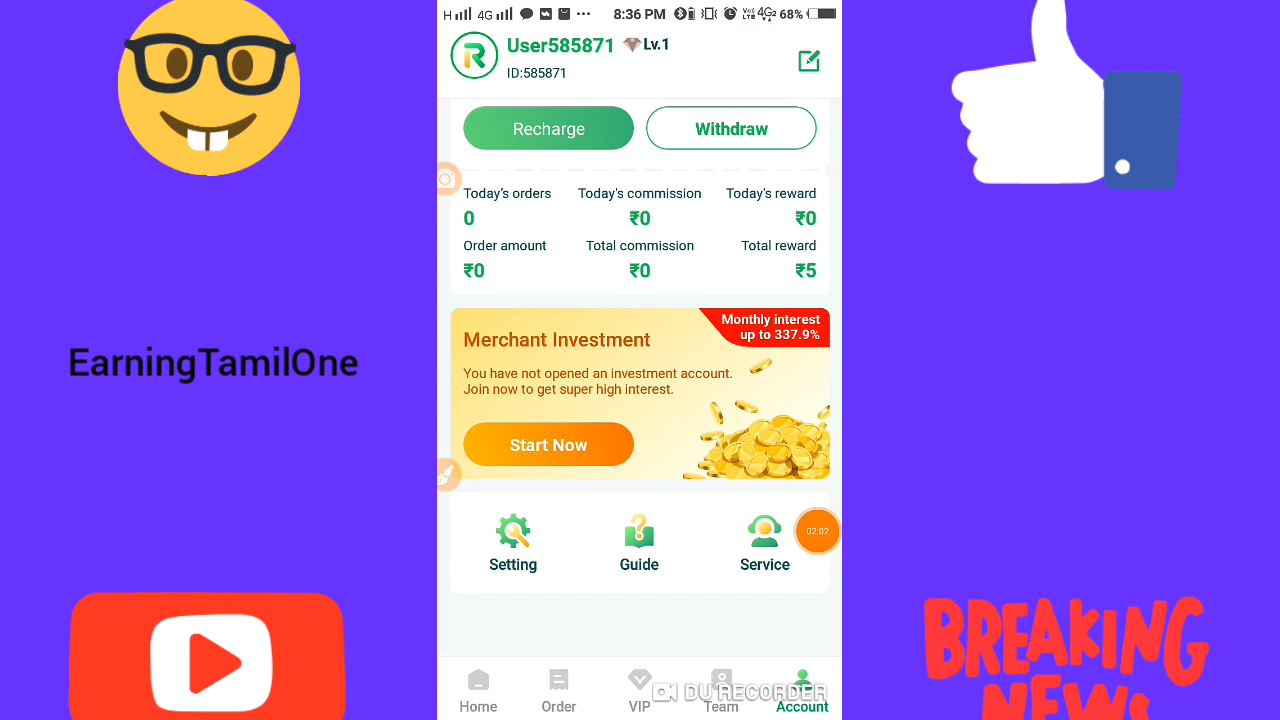 H 4G 8:36 PM 4G2 68%
R
User585871 Lv.1
ID:585871
Recharge Withdraw
Today's orders Today's commission Today's reward
0 ₹0 ₹0
Order amount Total commission Total reward
₹0 ₹0 ₹5
Monthly interest
up to 337.9%
Merchant Investment
You have not opened an investment account.
Join now to get super high interest.
Start Now
EarningTamilOne
02:02
Setting Guide Service
BREAKING
NEWS
DU RECORDER
Home Order VIP Team Account